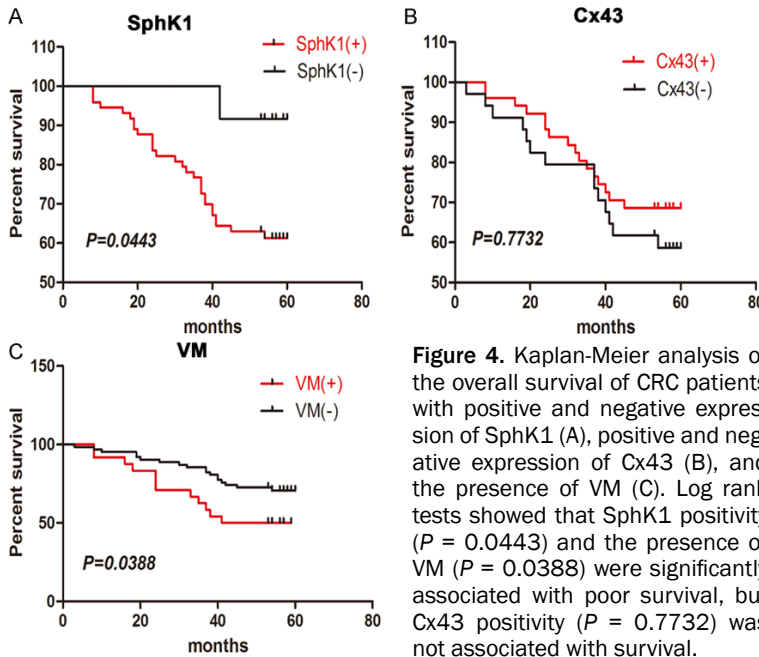 A
SphK1
SphK1(+)
SphK1(-)
110
100
90
80
70
60
50
Percent survival
P=0.0443
0
20
40
60
80
months
B
Cx43
Cx43(+)
Cx43(-)
110
100
90
80
70
60
50
Percent survival
P=0.7732
0
20
40
60
80
months
C
VM
VM(+)
VM(-)
150
100
50
0
Percent survival
P=0.0388
0
20
40
60
80
months
Figure 4. Kaplan-Meier analysis o
the overall survival of CRC patients
with positive and negative expres
sion of SphK1 (A), positive and neg
ative expression of Cx43 (B), and
the presence of VM (C). Log rank
tests showed that SphK1 positivity
(P = 0.0443) and the presence o
VM (P = 0.0388) were significantly
associated with poor survival, bu
Cx43 positivity (P = 0.7732) was
not associated with survival.